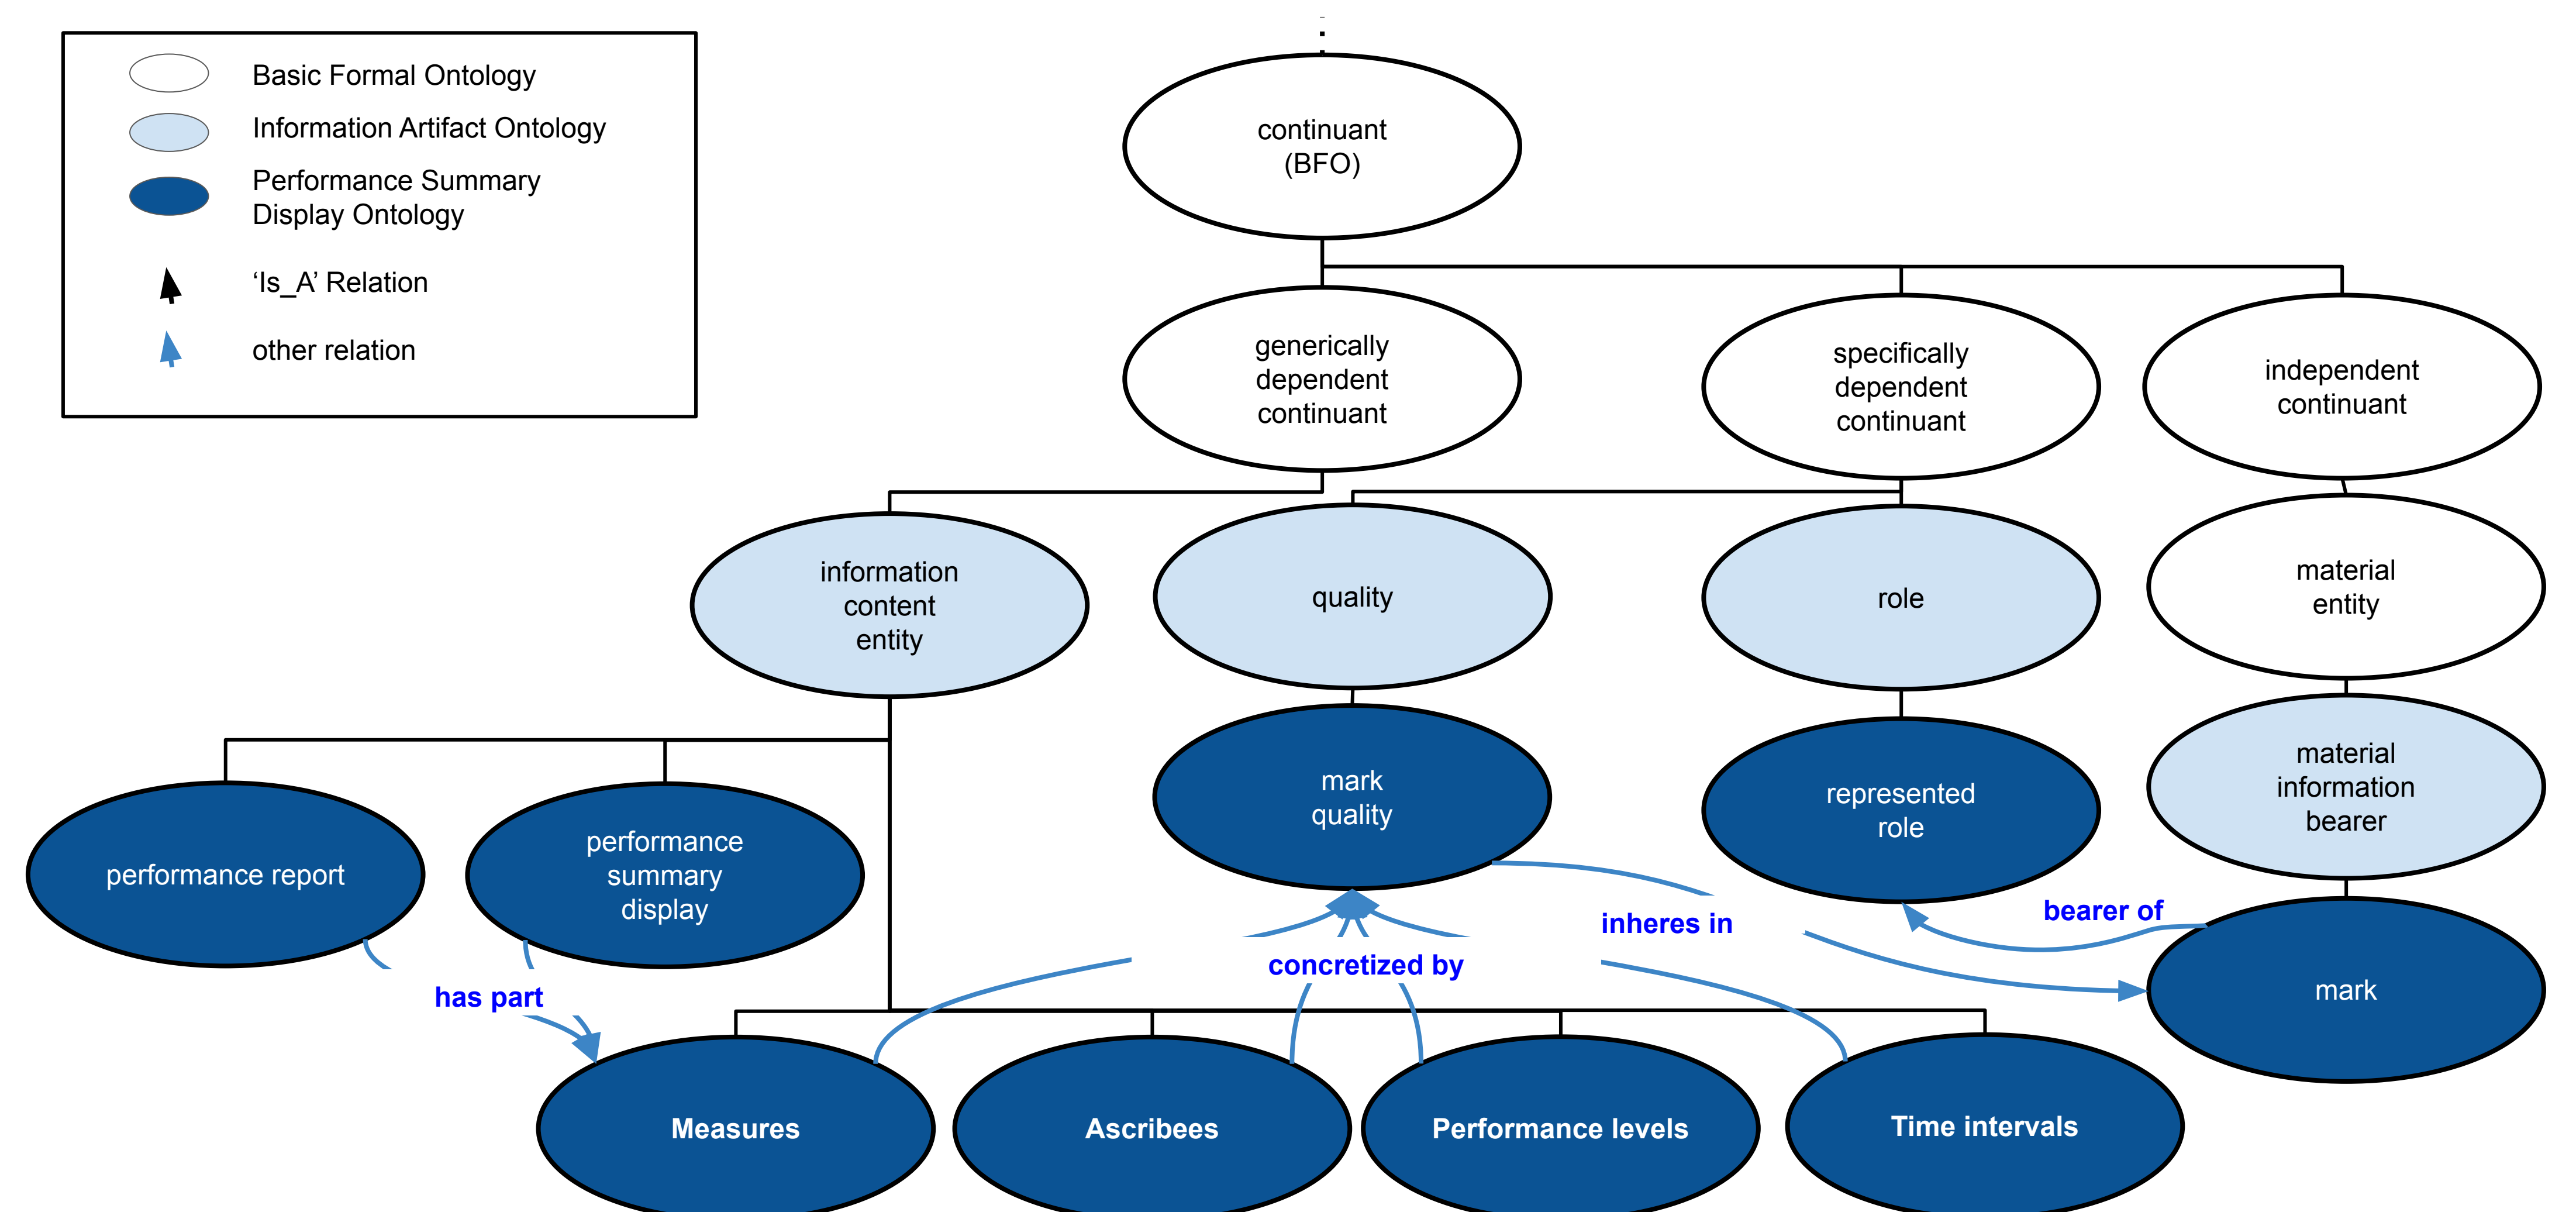 Basic Formal Ontology
Information Artifact Ontology
Performance Summary
Display Ontology
‘Is_A’ Relation
other relation
continuant
(BFO)
generically
dependent
continuant
specifically
dependent
continuant
independent
continuant
information
content
entity
quality
role
material
entity
performance report
performance
summary
display
mark
quality
represented
role
material
information
bearer
has part
concretized by
inheres in
bearer of
mark
Measures
Ascribees
Performance levels
Time intervals